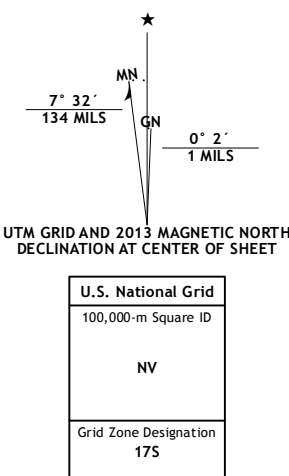 ★
MN
7° 32´
134 MILS
GN
0° 2´
1 MILS
UTM GRID AND 2013 MAGNETIC NORTH
DECLINATION AT CENTER OF SHEET
U.S. National Grid
100,000-m Square ID
NV
Grid Zone Designation
17S